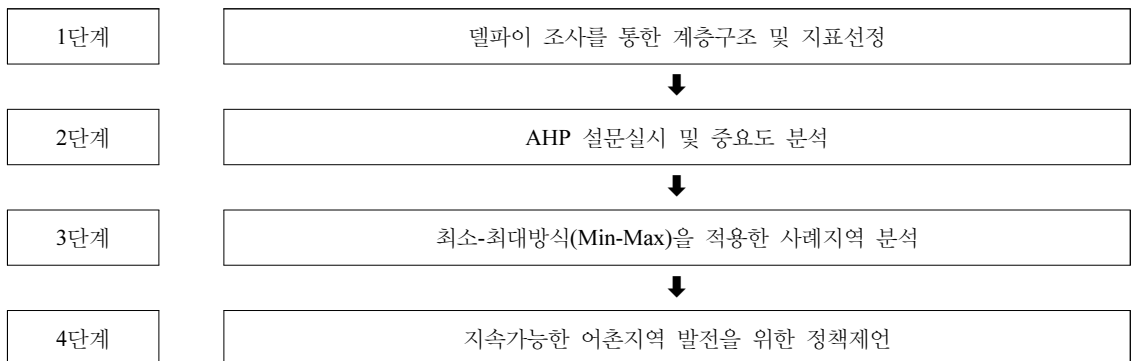 1단계
델파이 조사를 통한 계층구조 및 지표선정
2단계
AHP 설문실시 및 중요도 분석
3단계
최소-최대방식(Min-Max)을 적용한 사례지역 분석
4단계
지속가능한 어촌지역 발전을 위한 정책제언